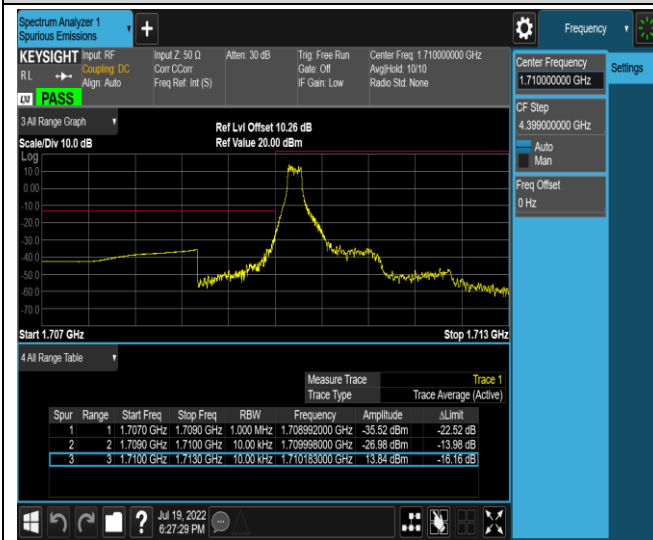 Spectrum Analyzer 1
Spurious Emissions
+
Frequency
KEYSIGHT
R L
Input: RF
Coupling: DC
Align: Auto
Input Z: 50 Ω
Corr CCorr
Freq Ref: Int (S)
Atten: 30 dB
Trig: Free Run
Gate: Off
IF Gain: Low
Center Freq: 1.710000000 GHz
Avg|Hold: 10/10
Radio Std: None
LXI
PASS
Center Frequency
1.710000000 GHz
Settings
CF Step
4.399000000 GHz
Auto
Man
Freq Offset
0 Hz
3 All Range Graph
Scale/Div 10.0 dB
Ref Lvl Offset 10.26 dB
Ref Value 20.00 dBm
Log
10.0
0.00
-10.0
-20.0
-30.0
-40.0
-50.0
-60.0
-70.0
Start 1.707 GHz
Stop 1.713 GHz
4 All Range Table
Measure Trace Trace 1
Trace Type Trace Average (Active)
Spur Range Start Freq Stop Freq RBW Frequency Amplitude ΔLimit
1 1 1.7070 GHz 1.7090 GHz 1.000 MHz 1.708992000 GHz -35.52 dBm -22.52 dB
2 2 1.7090 GHz 1.7100 GHz 10.00 kHz 1.709998000 GHz -26.98 dBm -13.98 dB
3 3 1.7100 GHz 1.7130 GHz 10.00 kHz 1.710183000 GHz 13.84 dBm -16.16 dB
?
Jul 19, 2022
6:27:29 PM